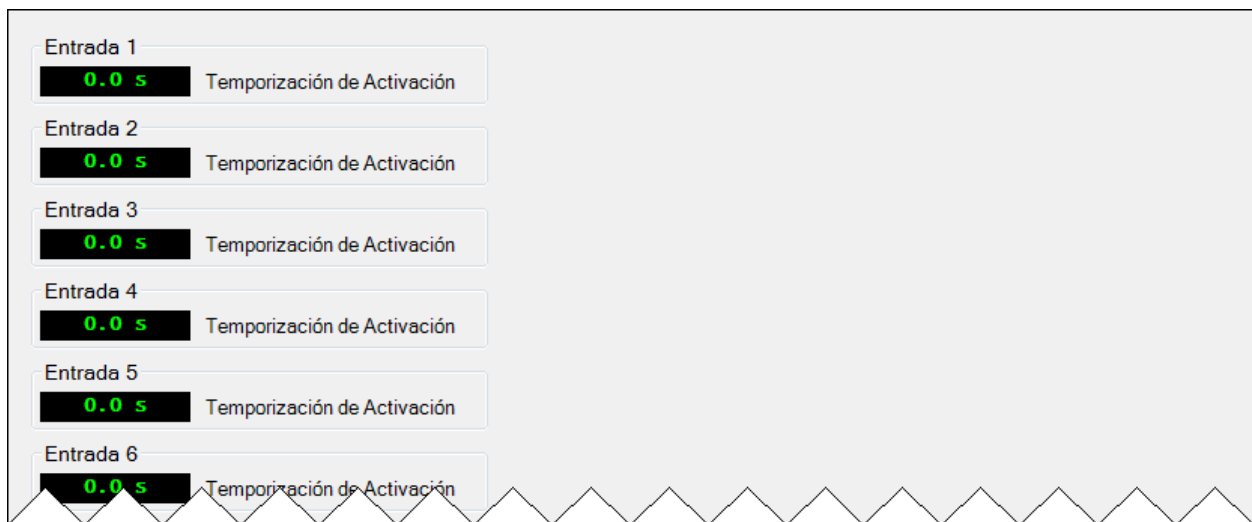 Entrada 1
0.0 s Temporización de Activación
Entrada 2
0.0 s Temporización de Activación
Entrada 3
0.0 s Temporización de Activación
Entrada 4
0.0 s Temporización de Activación
Entrada 5
0.0 s Temporización de Activación
Entrada 6
0.0 s Temporización de Activación